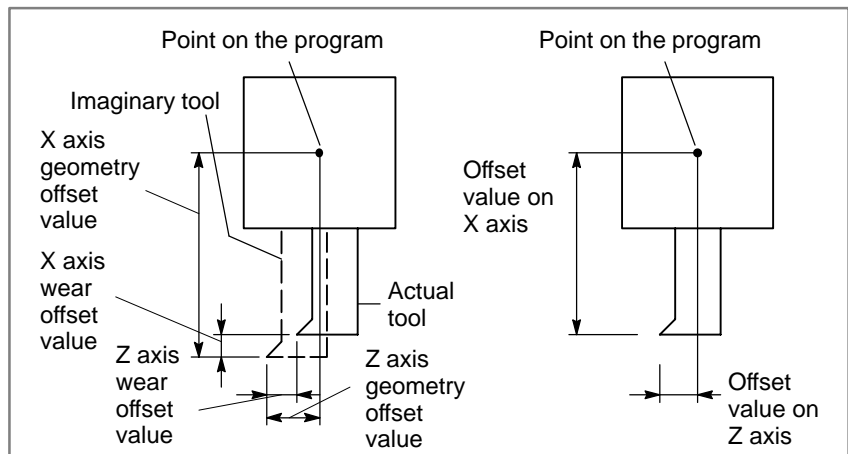 Point on the program
Imaginary tool
X axis
geometry
offset
value
X axis
wear
offset
value
Z axis
wear
offset
value
Z axis
geometry
offset
value
Actual
tool
Point on the program
Offset
value on
X axis
Offset
value on
Z axis